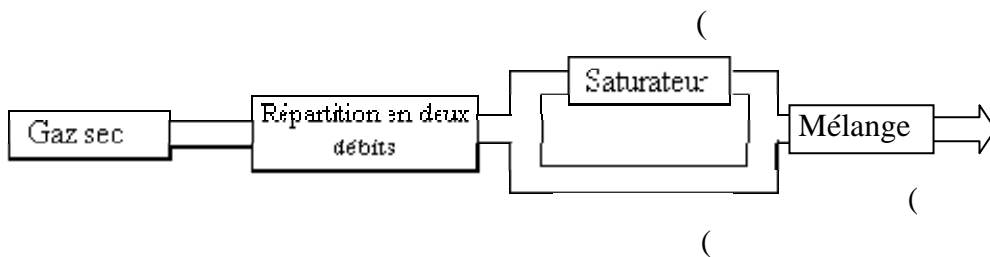 (
Saturateur
Répartition en deux
débits
Gaz sec
Mélange
(
(